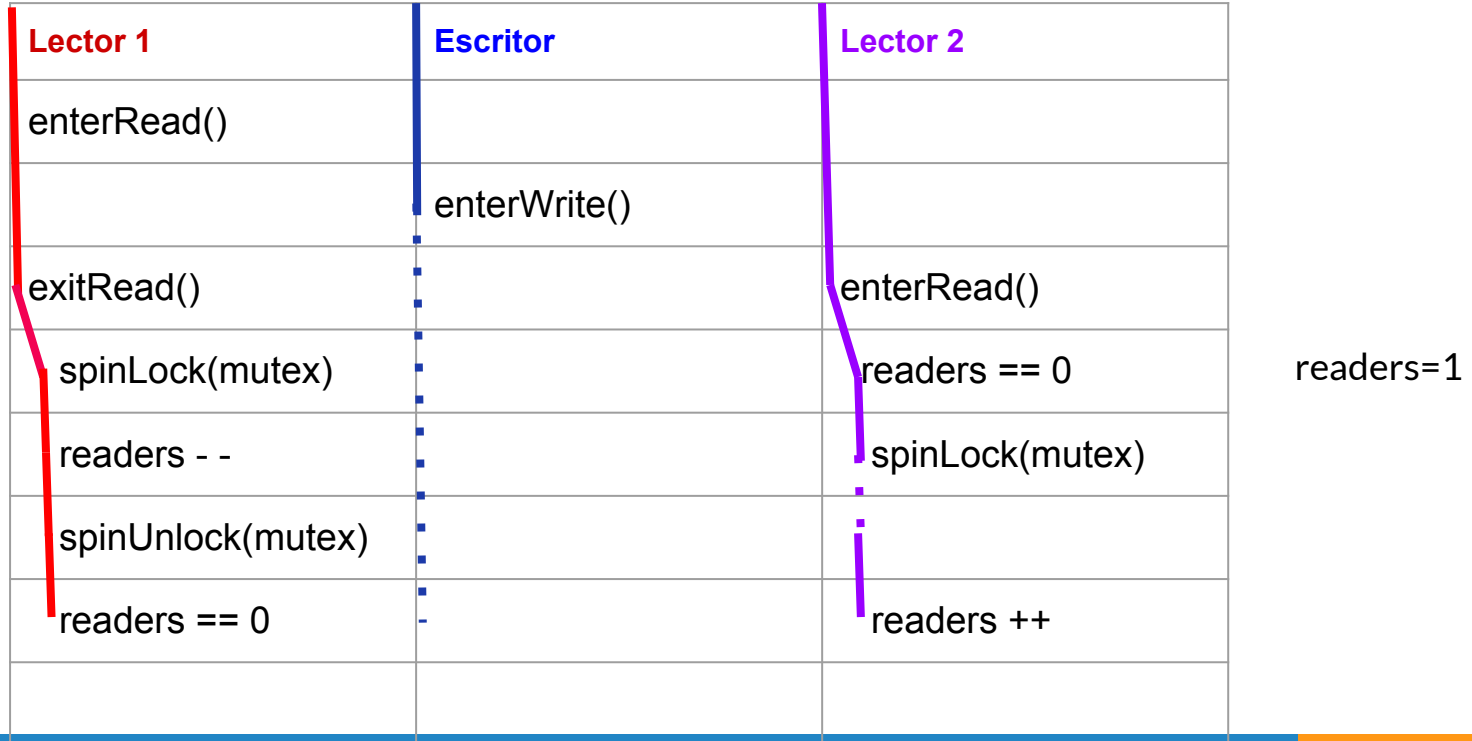 Lector 1 Escritor Lector 2
enterRead()
enterWrite()
exitRead() enterRead()
spinLock(mutex) readers == 0 readers=1
readers - - spinLock(mutex)
spinUnlock(mutex)
readers == 0 readers ++